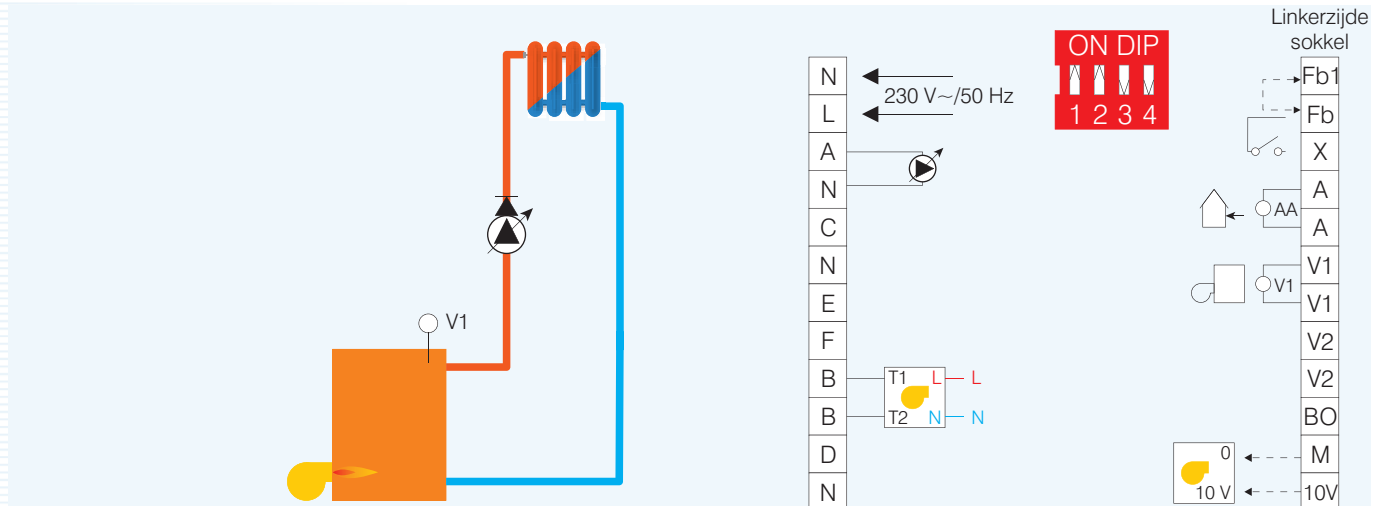 V1
N
L
A
N
C
N
E
F
B
B
D
N
230 V~/50 Hz
T1 L L
T2 N N
ON DIP
1 2 3 4
Linkerzijde
sokkel
Fb1
Fb
X
A
AA
A
V1
V1
V1
V2
V2
BO
M
10V
0
10 V